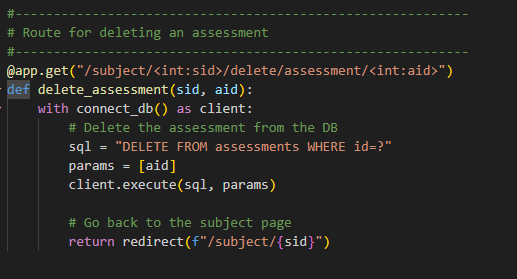 #-----------------------------------------------------------
# Route for deleting an assessment
#-----------------------------------------------------------
@app.get("/subject/<int:sid>/delete/assessment/<int:aid>")
def delete_assessment(sid, aid):
    with connect_db() as client:
        # Delete the assessment from the DB
        sql = "DELETE FROM assessments WHERE id=?"
        params = [aid]
        client.execute(sql, params)

        # Go back to the subject page
        return redirect(f"/subject/{sid}")